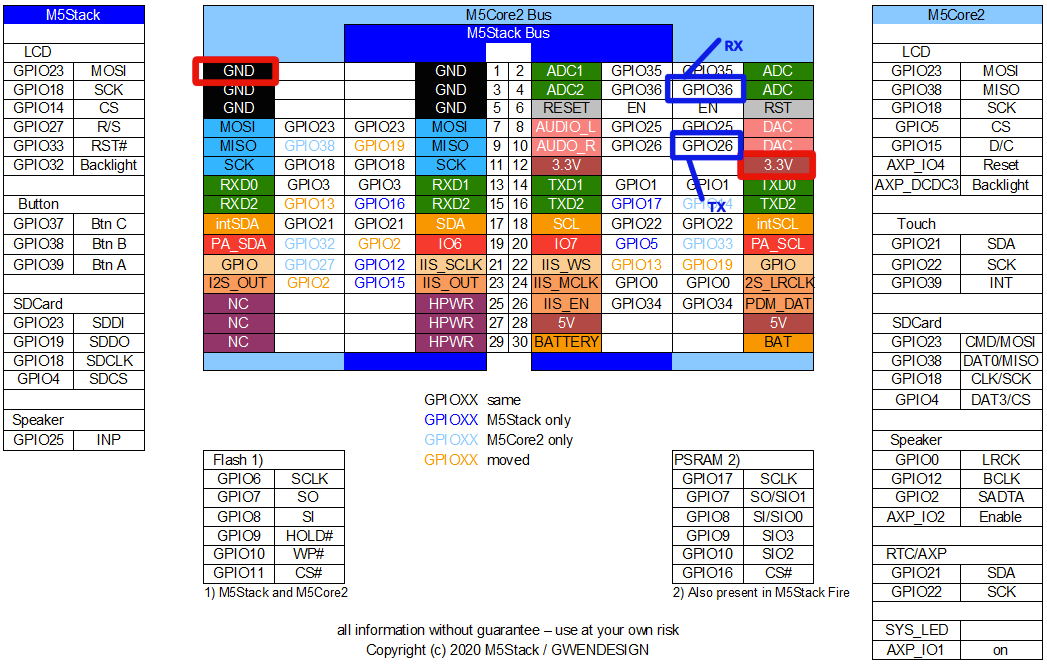 M5Stack
LCD
GPIO23 MOSI
GPIO18 SCK
GPIO14 CS
GPIO27 R/S
GPIO33 RST#
GPIO32 Backlight
Button
GPIO37 Btn C
GPIO38 Btn B
GPIO39 Btn A
SDCard
GPIO23 SDDI
GPIO19 SDDO
GPIO18 SDCLK
GPIO4 SDCS
Speaker
GPIO25 INP
M5Core2 Bus
M5Stack Bus
RX
GND GND 1 2 ADC1 GPIO35 GPIO35 ADC
GND GND 3 4 ADC2 GPIO36 GPIO36 ADC
GND GND 5 6 RESET EN EN RST
MOSI GPIO23 GPIO23 MOSI 7 8 AUDIO_L GPIO25 GPIO25 DAC
MISO GPIO38 GPIO19 MISO 9 10 AUDO_R GPIO26 GPIO26 DAC
SCK GPIO18 GPIO18 SCK 11 12 3.3V 3.3V
RXD0 GPIO3 GPIO3 RXD1 13 14 TXD1 GPIO1 GPIO1 TXD0
RXD2 GPIO13 GPIO16 RXD2 15 16 TXD2 GPIO17 GPIO14 TXD2
TX
intSDA GPIO21 GPIO21 SDA 17 18 SCL GPIO22 GPIO22 intSCL
PA_SDA GPIO32 GPIO2 IO6 19 20 IO7 GPIO5 GPIO33 PA_SCL
GPIO GPIO27 GPIO12 IIS_SCLK 21 22 IIS_WS GPIO13 GPIO19 GPIO
I2S_OUT GPIO2 GPIO15 IIS_OUT 23 24 IIS_MCLK GPIO0 GPIO0 2S_LRCLK
NC HPWR 25 26 IIS_EN GPIO34 GPIO34 PDM_DAT
NC HPWR 27 28 5V 5V
NC HPWR 29 30 BATTERY BAT
GPIOXX same
GPIOXX M5Stack only
GPIOXX M5Core2 only
GPIOXX moved
Flash 1)
GPIO6 SCLK
GPIO7 SO
GPIO8 SI
GPIO9 HOLD#
GPIO10 WP#
GPIO11 CS#
1) M5Stack and M5Core2
PSRAM 2)
GPIO17 SCLK
GPIO7 SO/SIO1
GPIO8 SI/SIO0
GPIO9 SIO3
GPIO10 SIO2
GPIO16 CS#
2) Also present in M5Stack Fire
all information without guarantee – use at your own risk
Copyright (c) 2020 M5Stack / GWENDESIGN
M5Core2
LCD
GPIO23 MOSI
GPIO38 MISO
GPIO18 SCK
GPIO5 CS
GPIO15 D/C
AXP_IO4 Reset
AXP_DCDC3 Backlight
Touch
GPIO21 SDA
GPIO22 SCK
GPIO39 INT
SDCard
GPIO23 CMD/MOSI
GPIO38 DAT0/MISO
GPIO18 CLK/SCK
GPIO4 DAT3/CS
Speaker
GPIO0 LRCK
GPIO12 BCLK
GPIO2 SADTA
AXP_IO2 Enable
RTC/AXP
GPIO21 SDA
GPIO22 SCK
SYS_LED
AXP_IO1 on